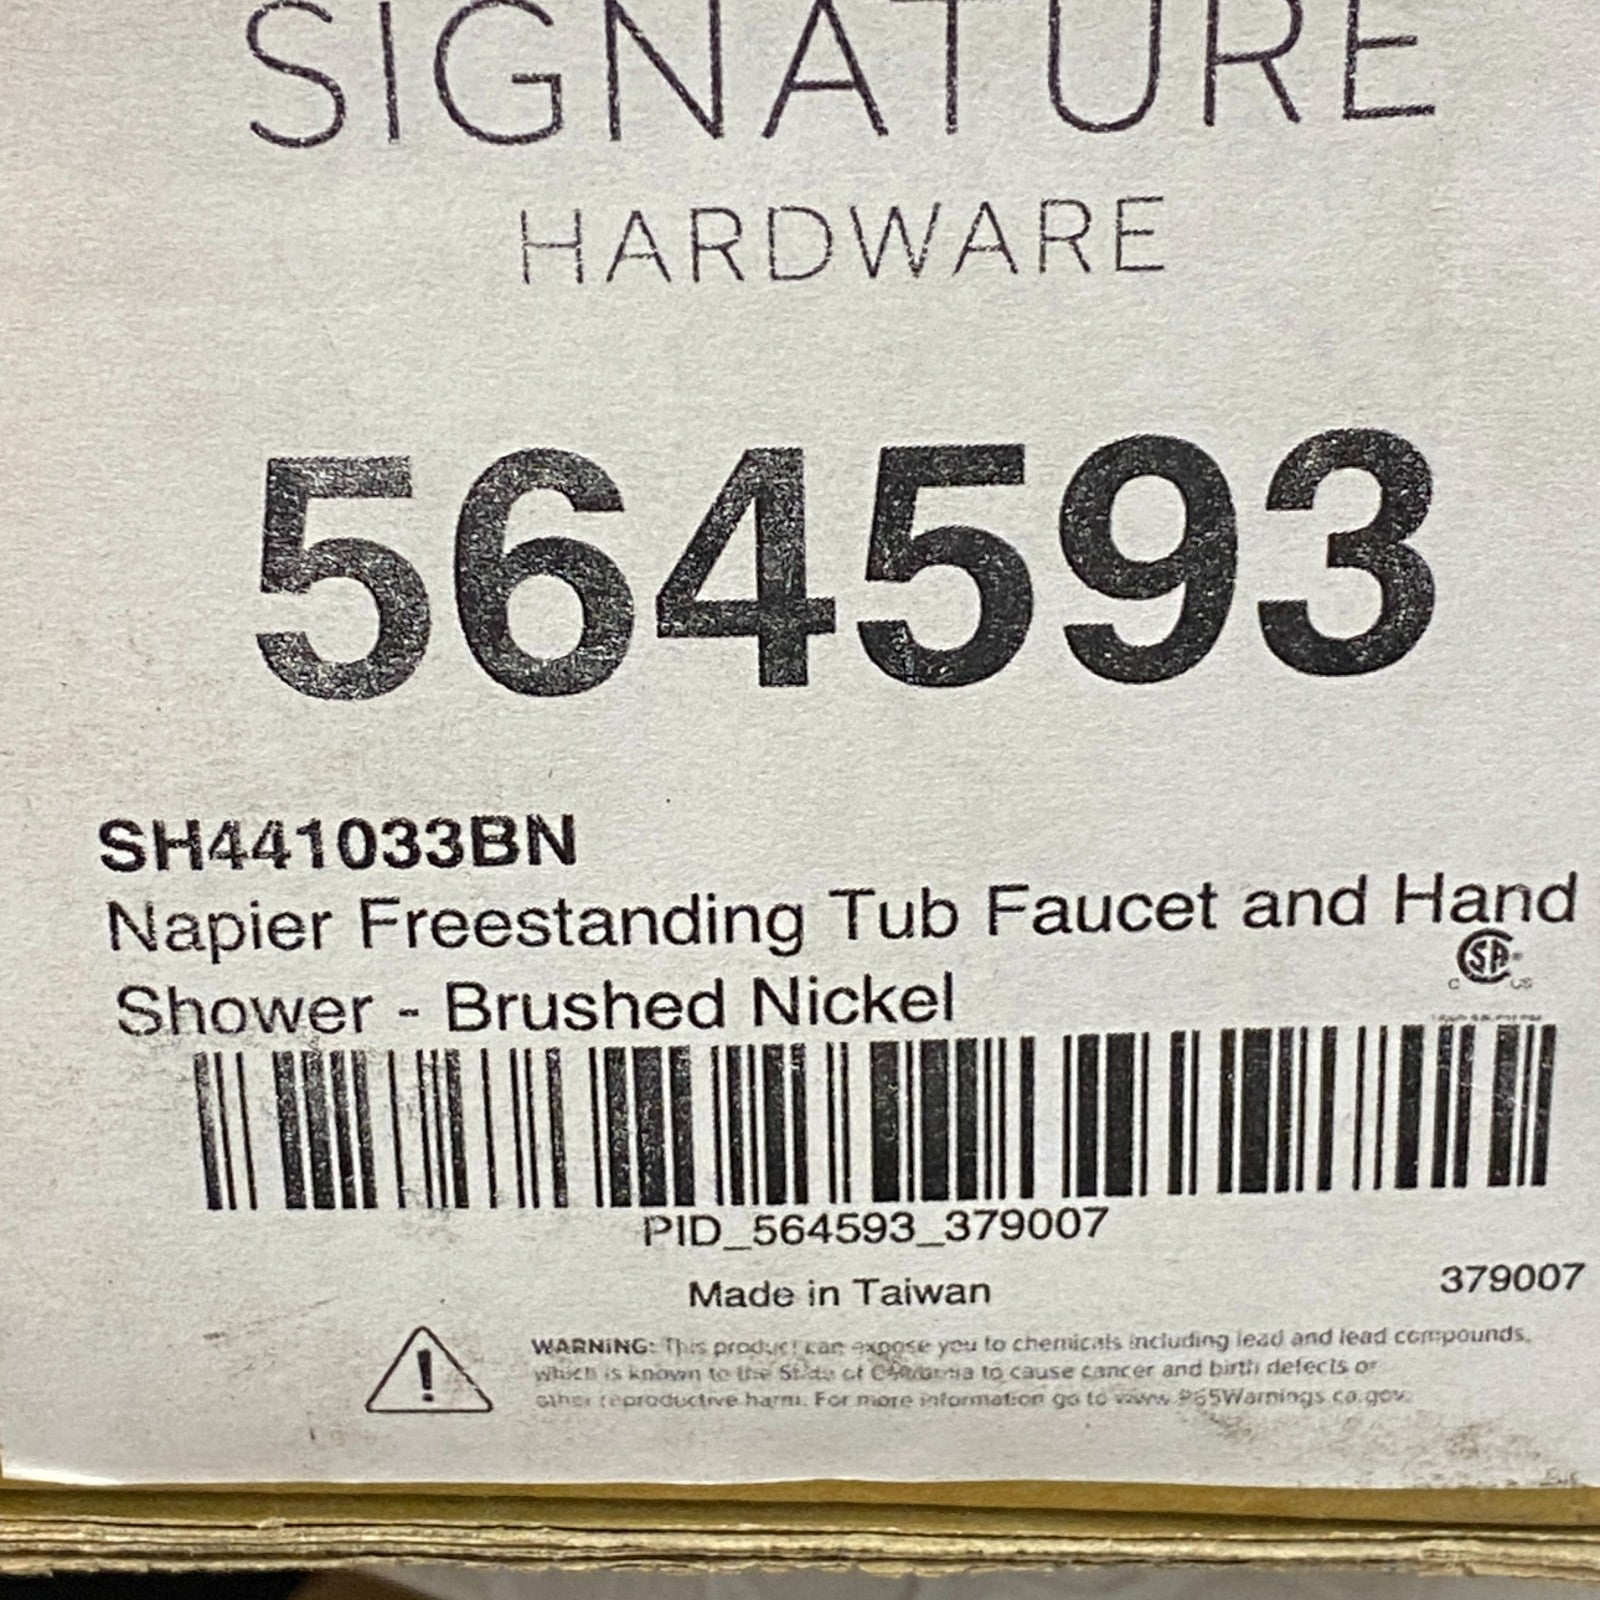 SIGNATURE
HARDWARE
564593
SH441033BN
Napier Freestanding Tub Faucet and Hand
Shower - Brushed Nickel
SA
C US
PID_564593_379007
Made in Taiwan
379007
WARNING: This product can expose you to chemicals including lead and lead compounds,
which is known to the State of California to cause cancer and birth defects or
other reproductive harm. For more information go to www.P65Warnings.ca.gov.